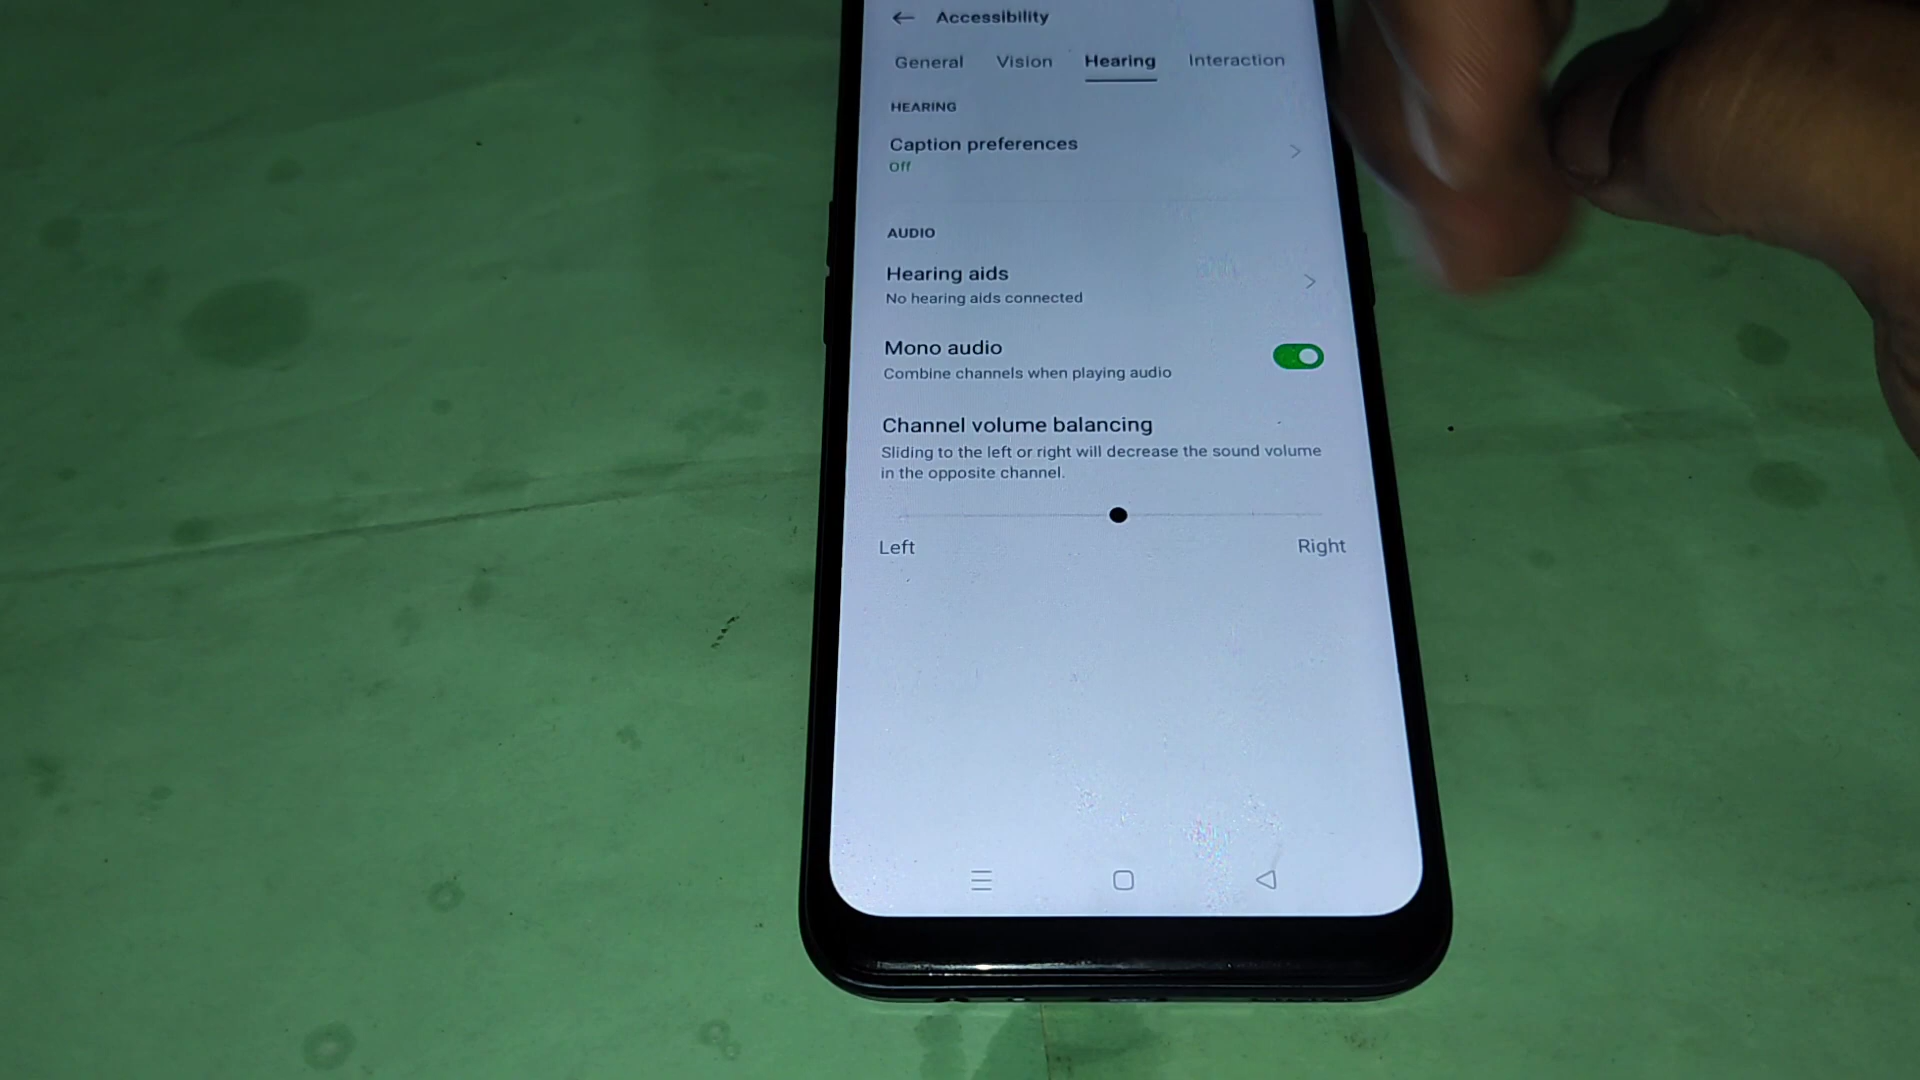 Accessibility
General Vision Hearing Interaction
HEARING
Caption preferences
Off
AUDIO
Hearing aids
No hearing aids connected
Mono audio
Combine channels when playing audio
Channel volume balancing
Sliding to the left or right will decrease the sound volume
in the opposite channel.
Left Right